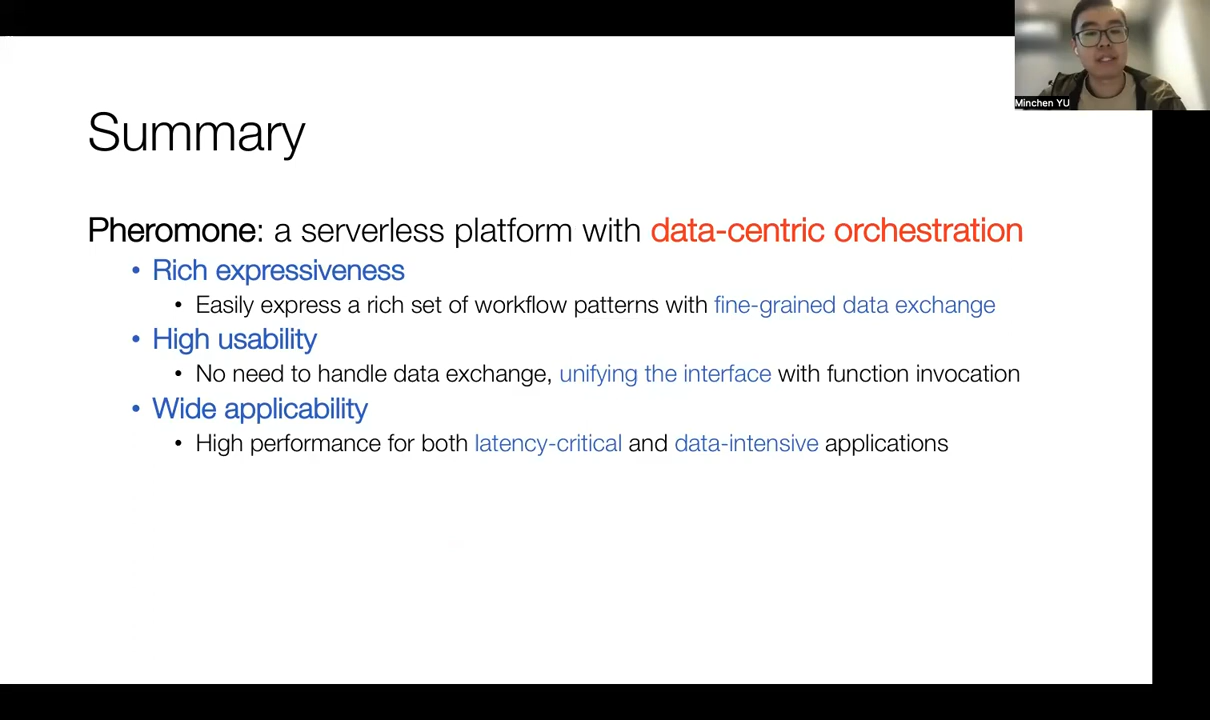 Minchen YU
Summary
Pheromone: a serverless platform with data-centric orchestration
• Rich expressiveness
• Easily express a rich set of workflow patterns with fine-grained data exchange
• High usability
• No need to handle data exchange, unifying the interface with function invocation
• Wide applicability
• High performance for both latency-critical and data-intensive applications